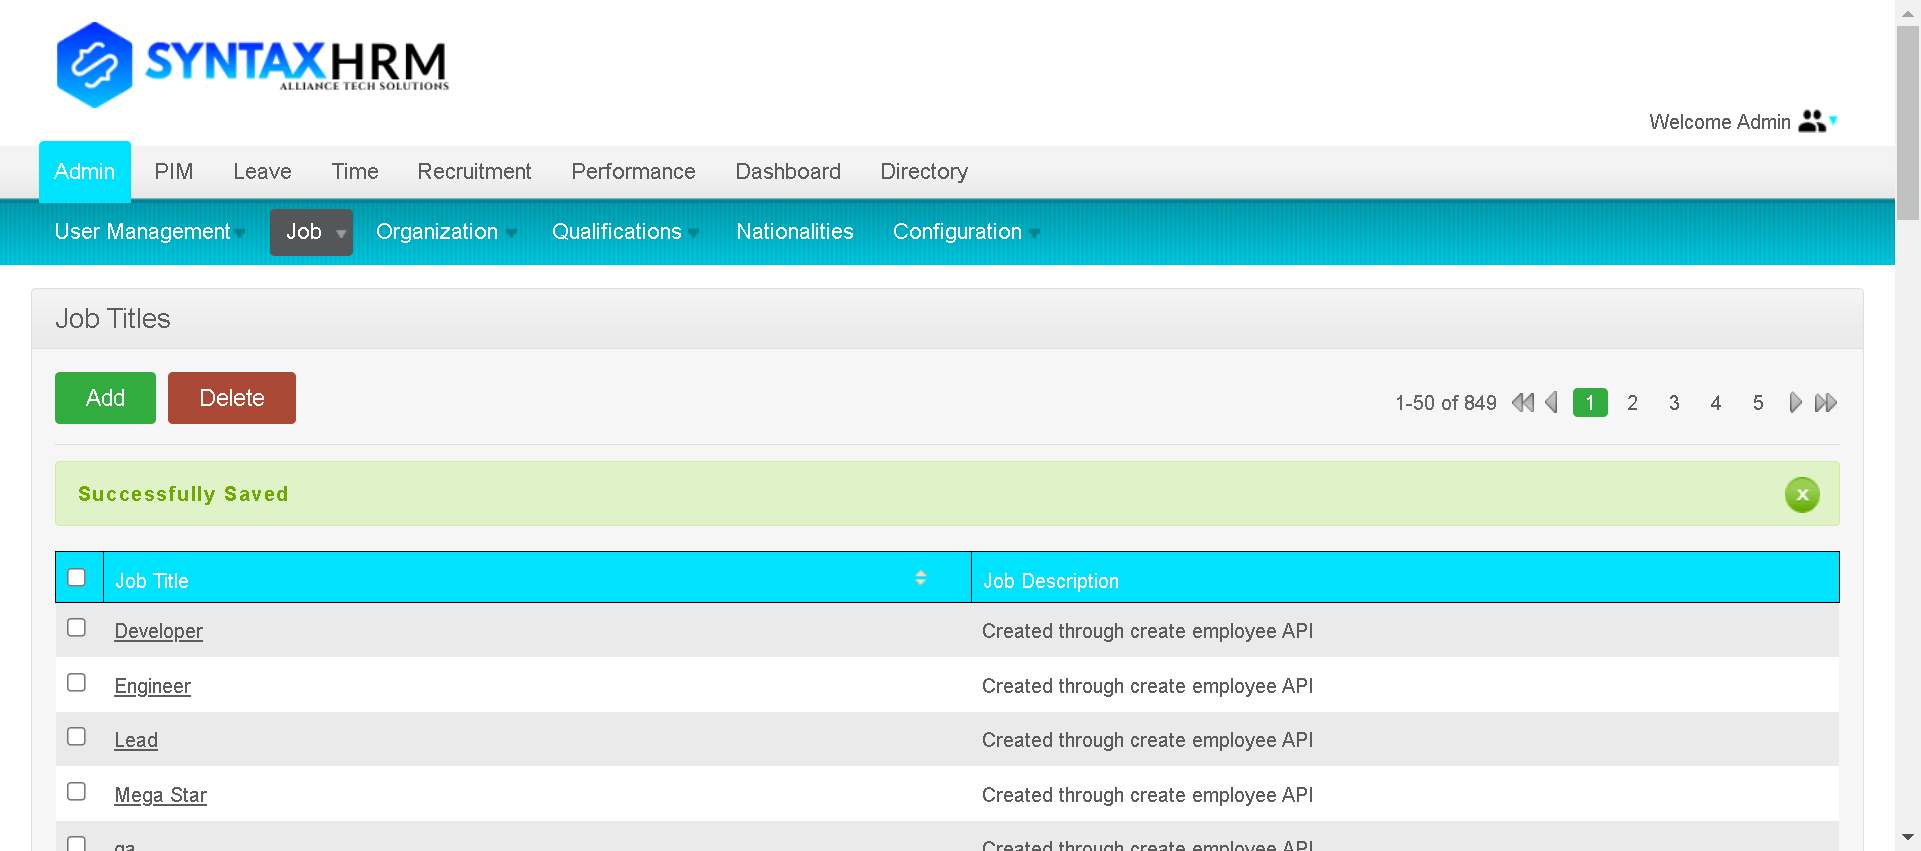 SYNTAXHRM
ALLIANCE TECH SOLUTIONS
Welcome Admin
Admin PIM Leave Time Recruitment Performance Dashboard Directory
User Management Job Organization Qualifications Nationalities Configuration
Job Titles
Add Delete 1-50 of 849 1 2 3 4 5
Successfully Saved x
Job Title Job Description
Developer Created through create employee API
Engineer Created through create employee API
Lead Created through create employee API
Mega Star Created through create employee API
qa Created through create employee API